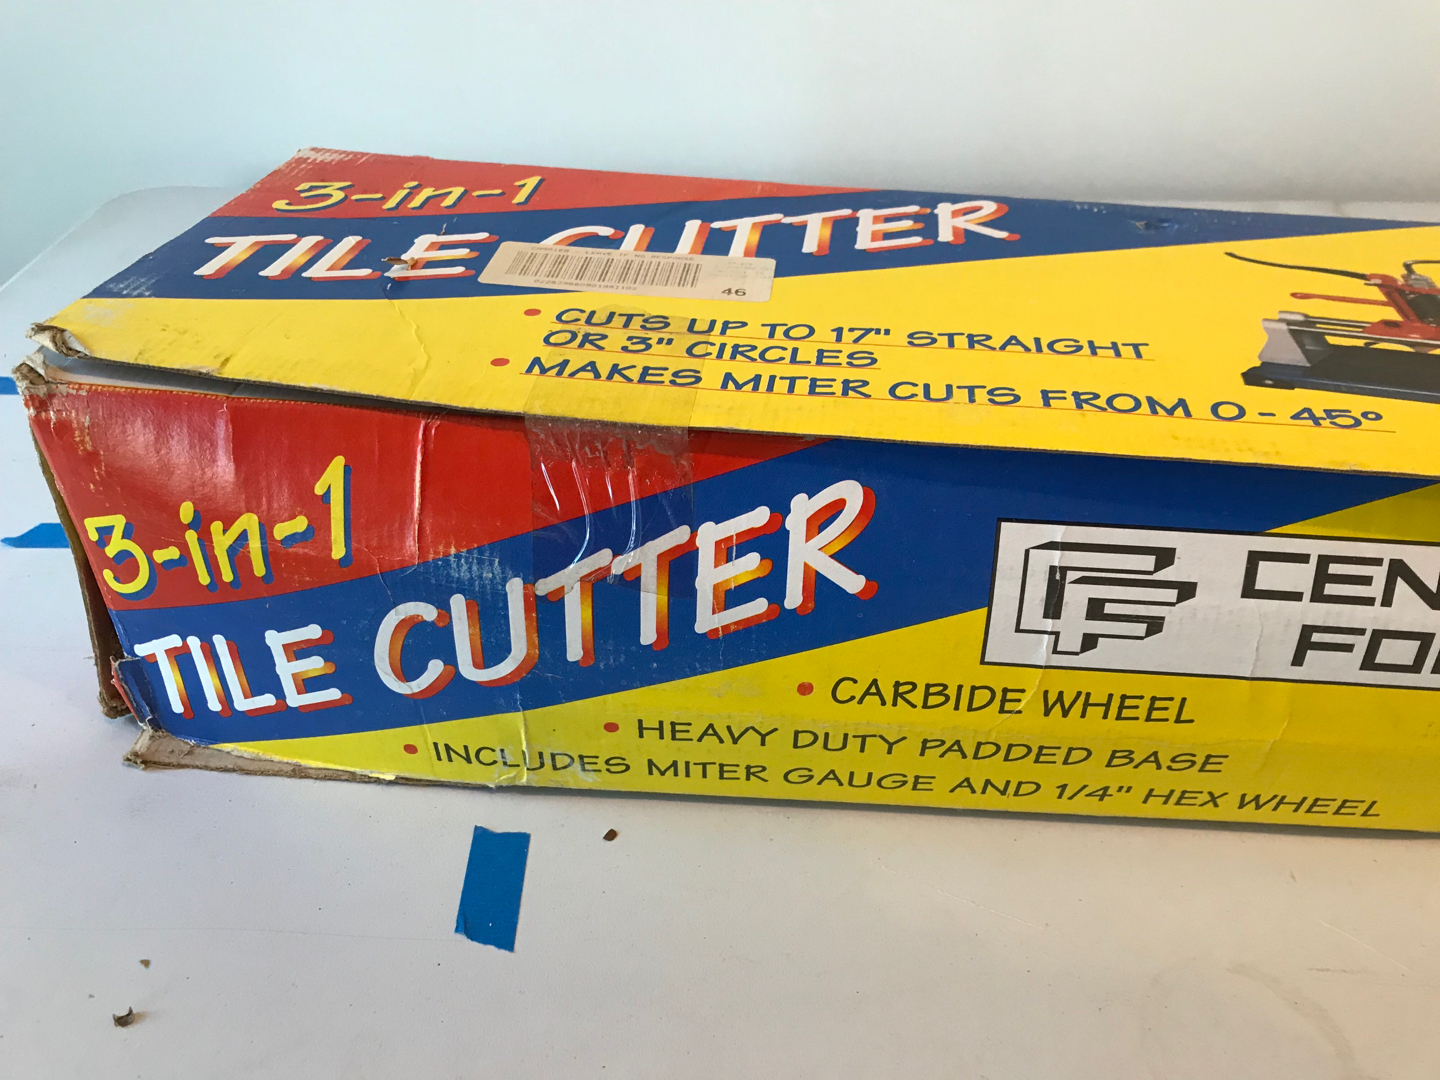 3-in-1
TILE CUTTER
46
• CUTS UP TO 17" STRAIGHT
OR 3" CIRCLES
• MAKES MITER CUTS FROM 0 - 45°
3-in-1
TILE CUTTER
CF CEN
FO
• CARBIDE WHEEL
• HEAVY DUTY PADDED BASE
• INCLUDES MITER GAUGE AND 1/4" HEX WHEEL